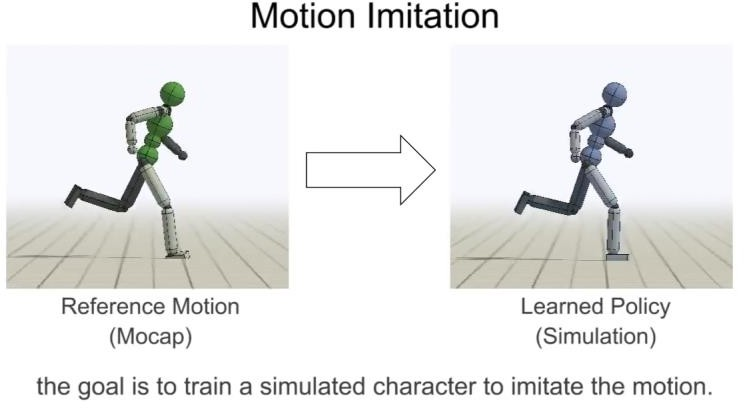 Motion Imitation
Reference Motion
(Mocap)
Learned Policy
(Simulation)
the goal is to train a simulated character to imitate the motion.